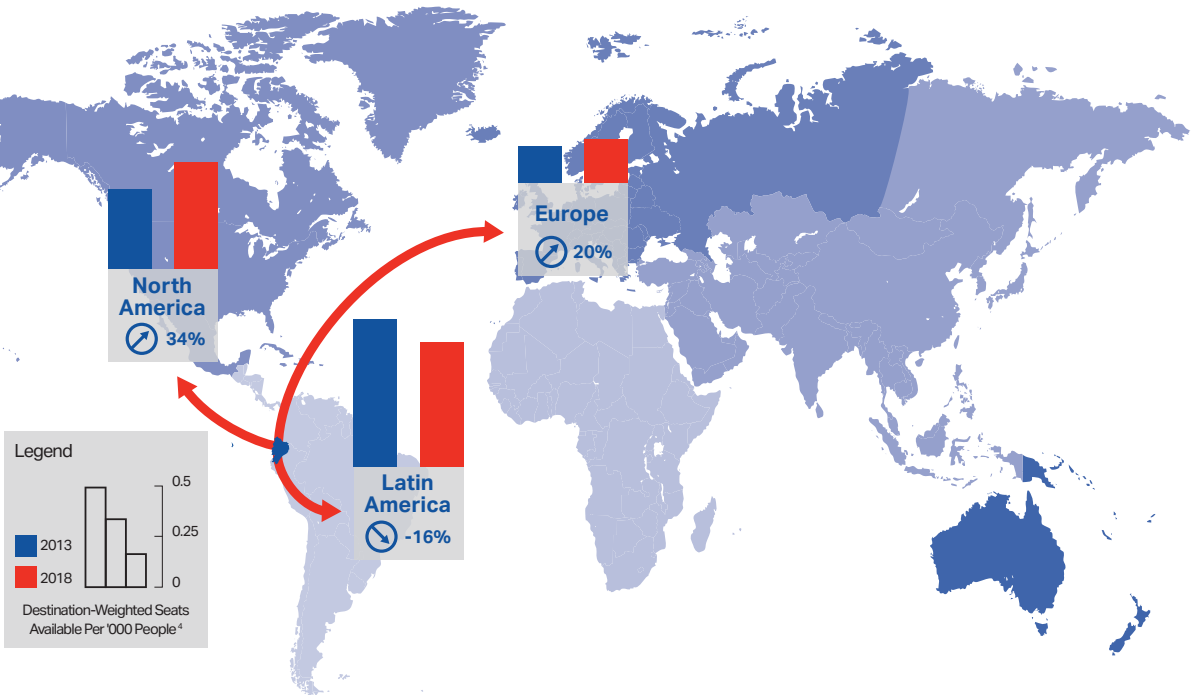 Europe
20%
North
America
34%
Latin
America
-16%
Legend
0.5
0.25
0
2013
2018
Destination-Weighted Seats
Available Per '000 People 4